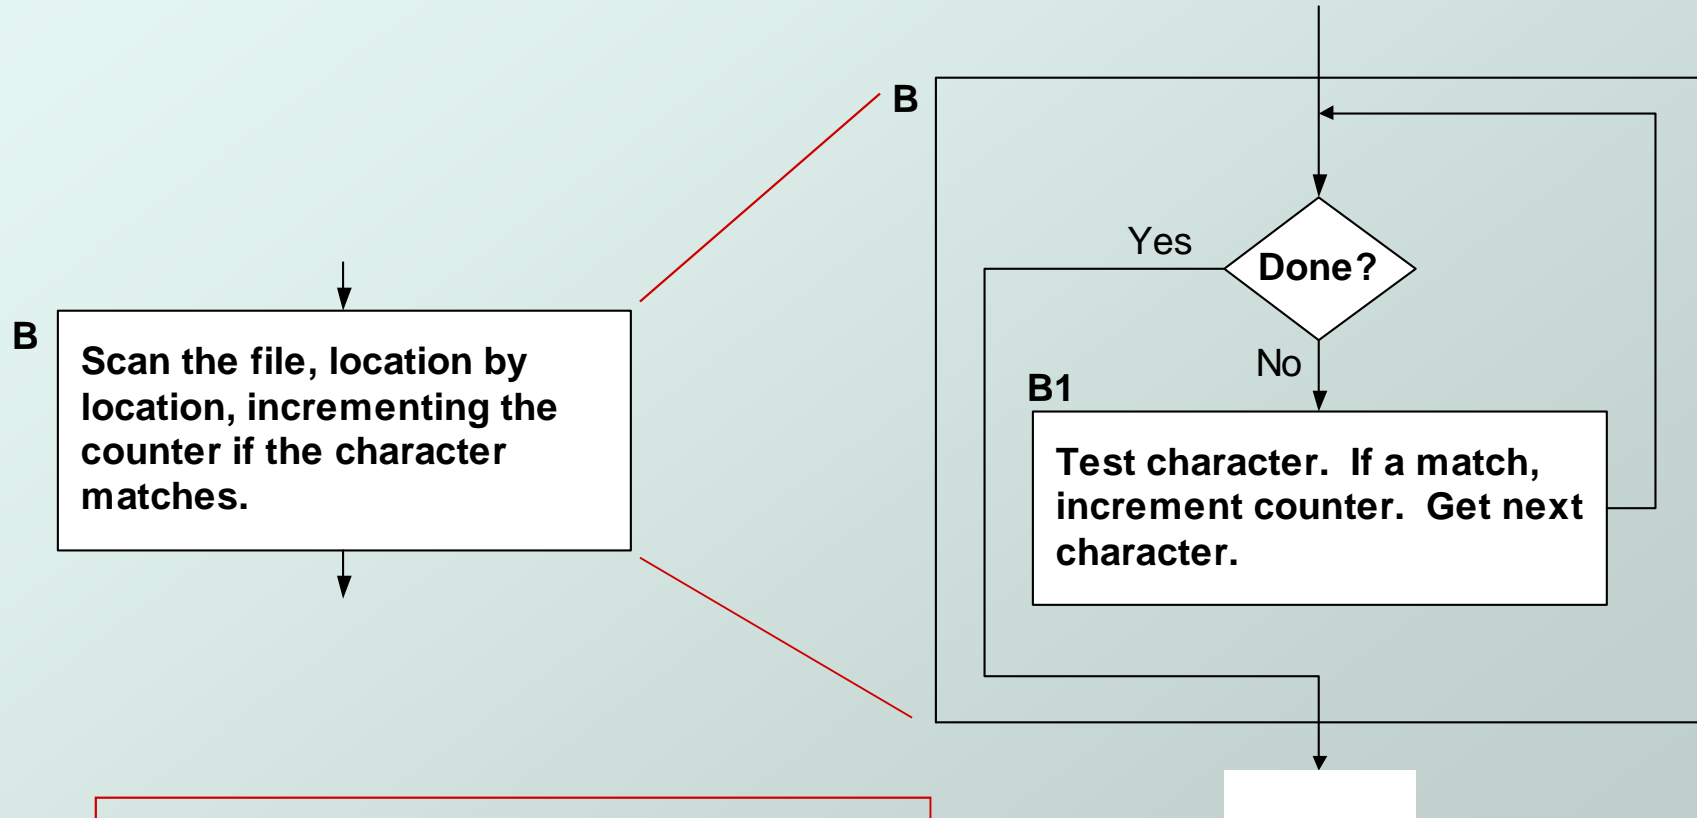 B
Scan the file, location by
location, incrementing the
counter if the character
matches.
B
Yes
Done?
No
B1
Test character.  If a match,
increment counter.  Get next
character.